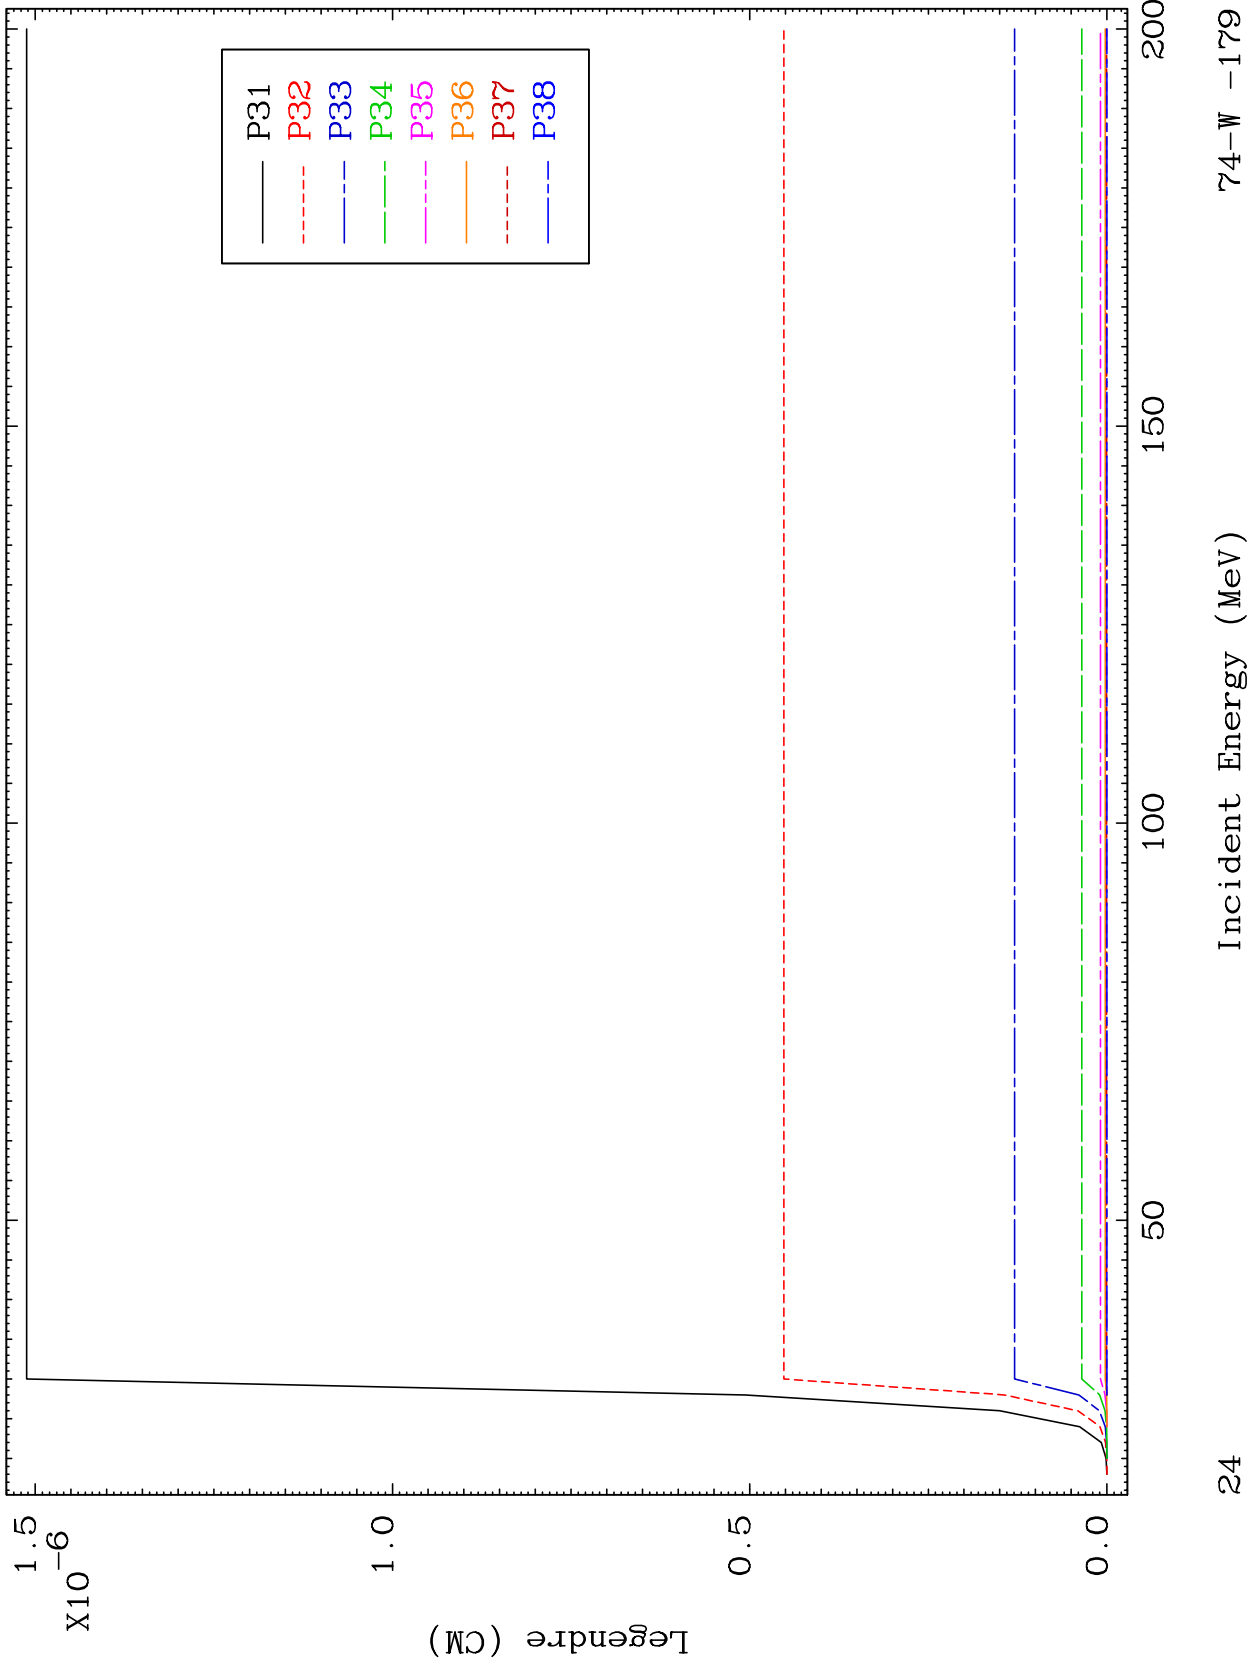 Legendre (CM)
X10-6
1.5
1.0
0.5
0.0
P31
P32
P33
P34
P35
P36
P37
P38
50
100
150
200
24
Incident Energy (MeV)
74-W -179